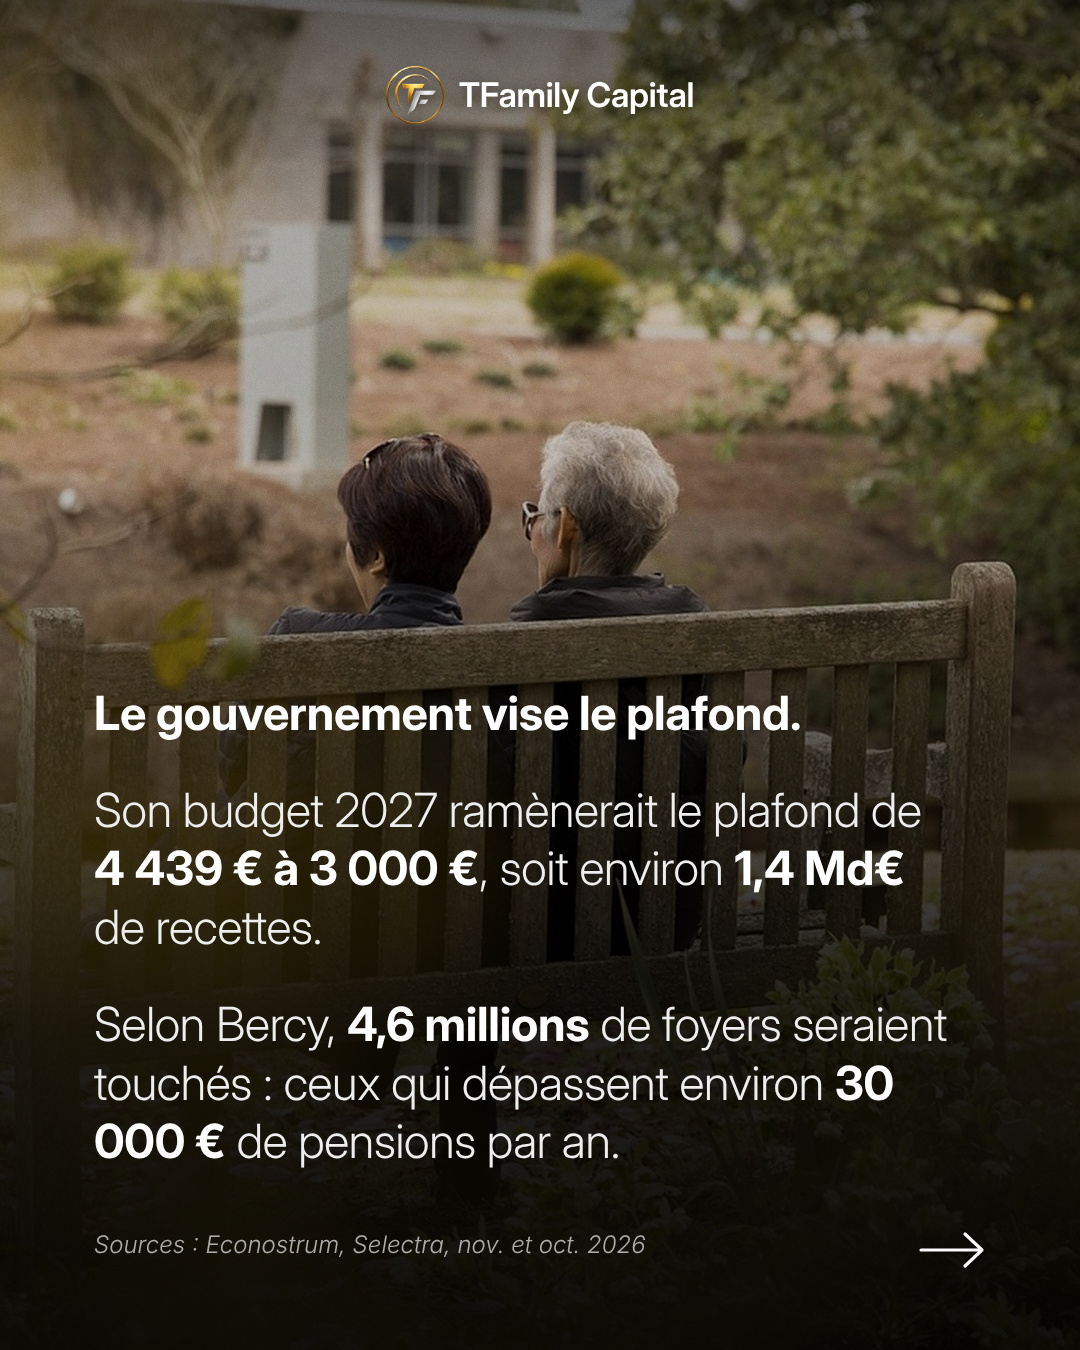 TFamily Capital
Le gouvernement vise le plafond.
Son budget 2027 ramènerait le plafond de
4 439 € à 3 000 €, soit environ 1,4 Md€
de recettes.
Selon Bercy, 4,6 millions de foyers seraient
touchés : ceux qui dépassent environ 30
000 € de pensions par an.
Sources : Econostrum, Selectra, nov. et oct. 2026